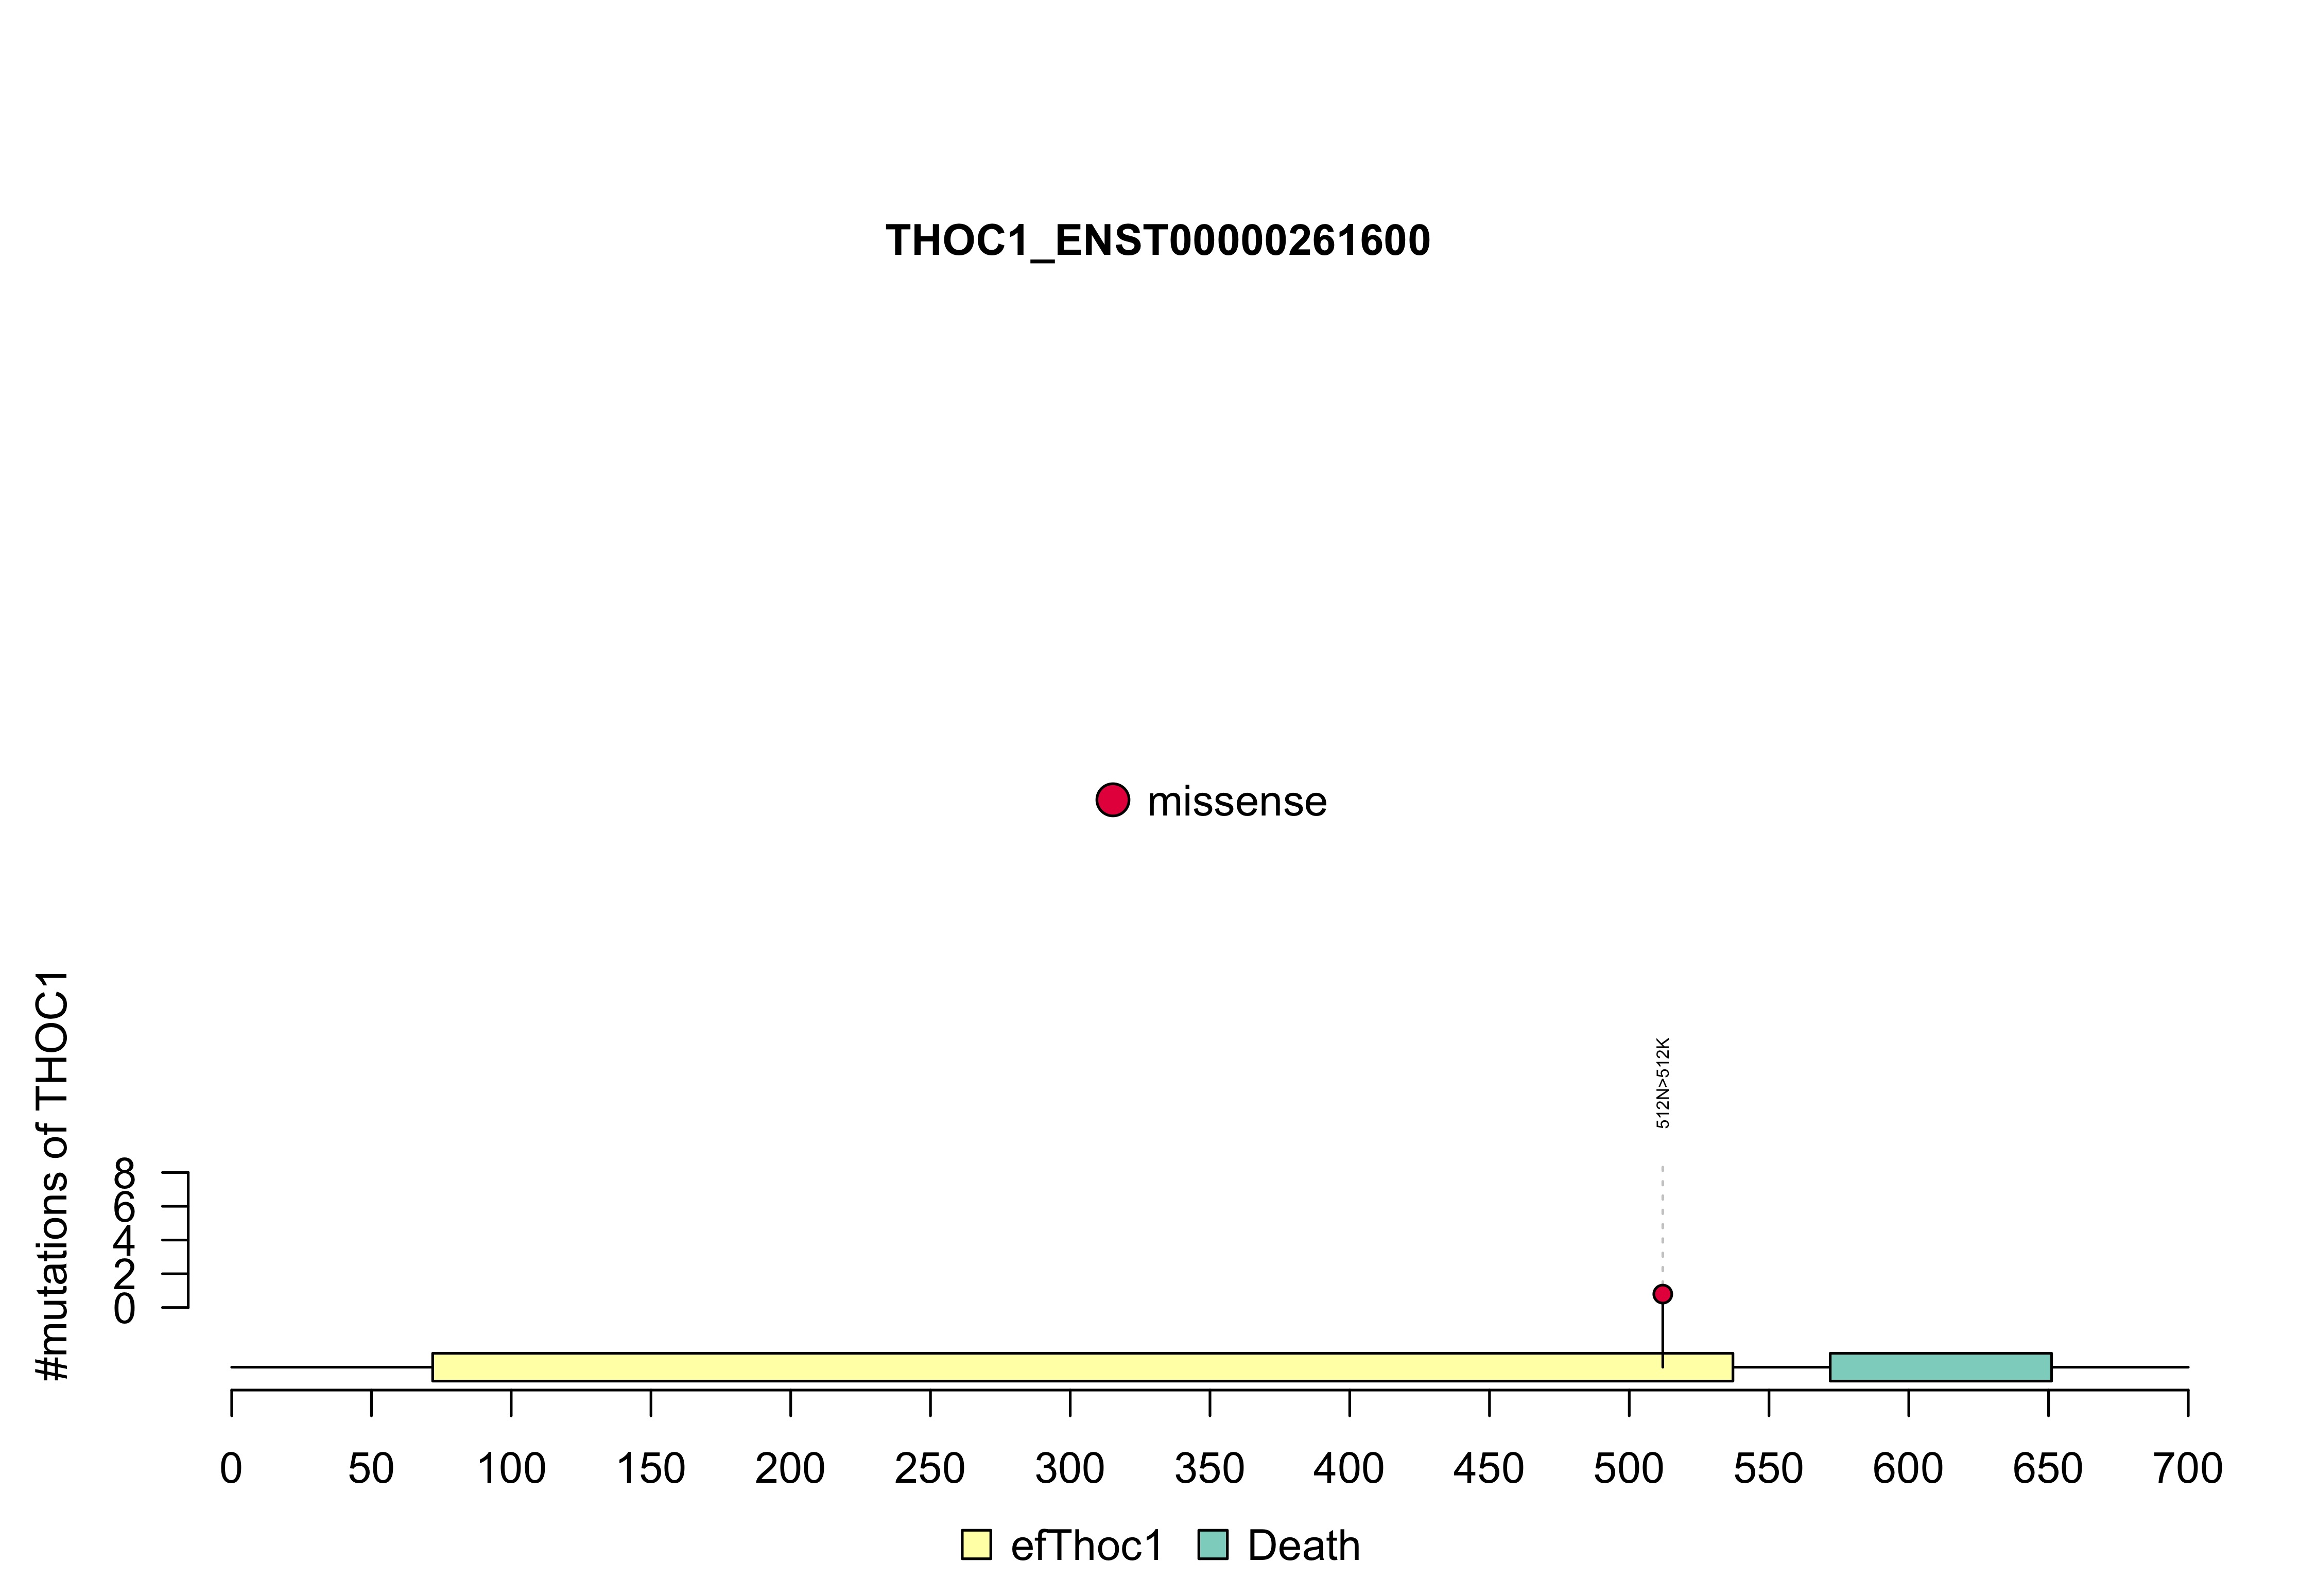 THOC1_ENST00000261600
missense
#mutations of THOC1
512N>512K
8
6
4
2
0
0 50 100 150 200 250 300 350 400 450 500 550 600 650 700
efThoc1 Death